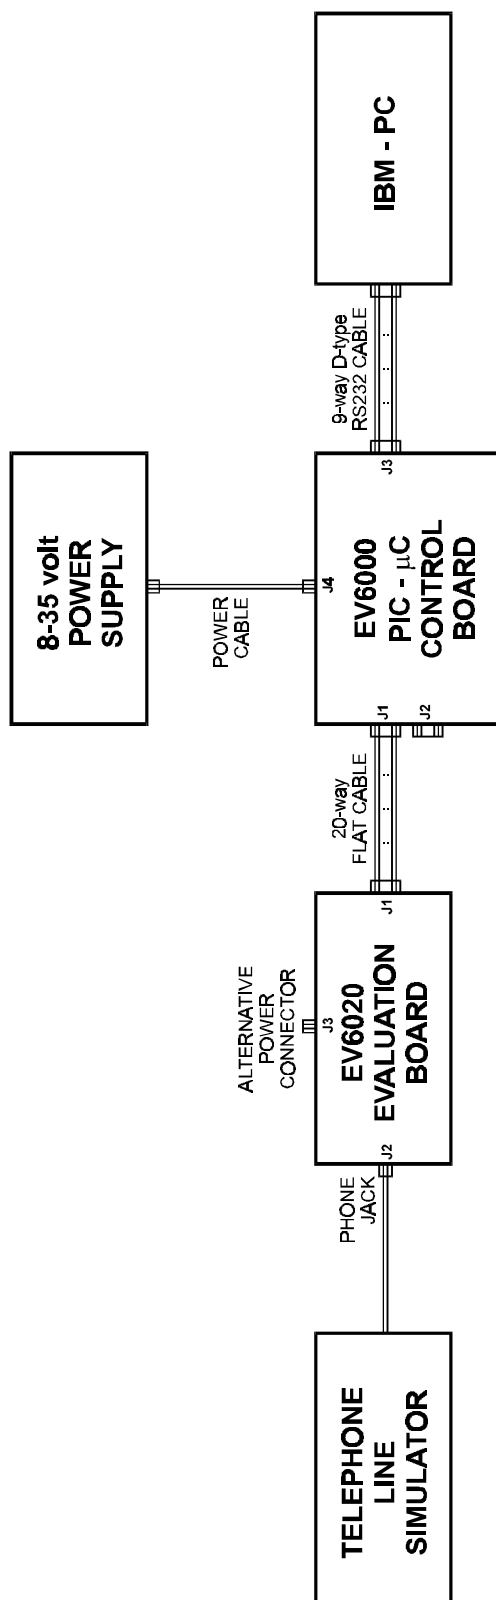 8-35 volt
POWER
SUPPLY
POWER
CABLE
ALTERNATIVE
POWER
CONNECTOR
TELEPHONE
LINE
SIMULATOR
PHONE
JACK
J2
J3
EV6020
EVALUATION
BOARD
J1
20-way
FLAT CABLE
J1
J2
J4
EV6000
PIC - µC
CONTROL
BOARD
J3
9-way D-type
RS232 CABLE
IBM - PC